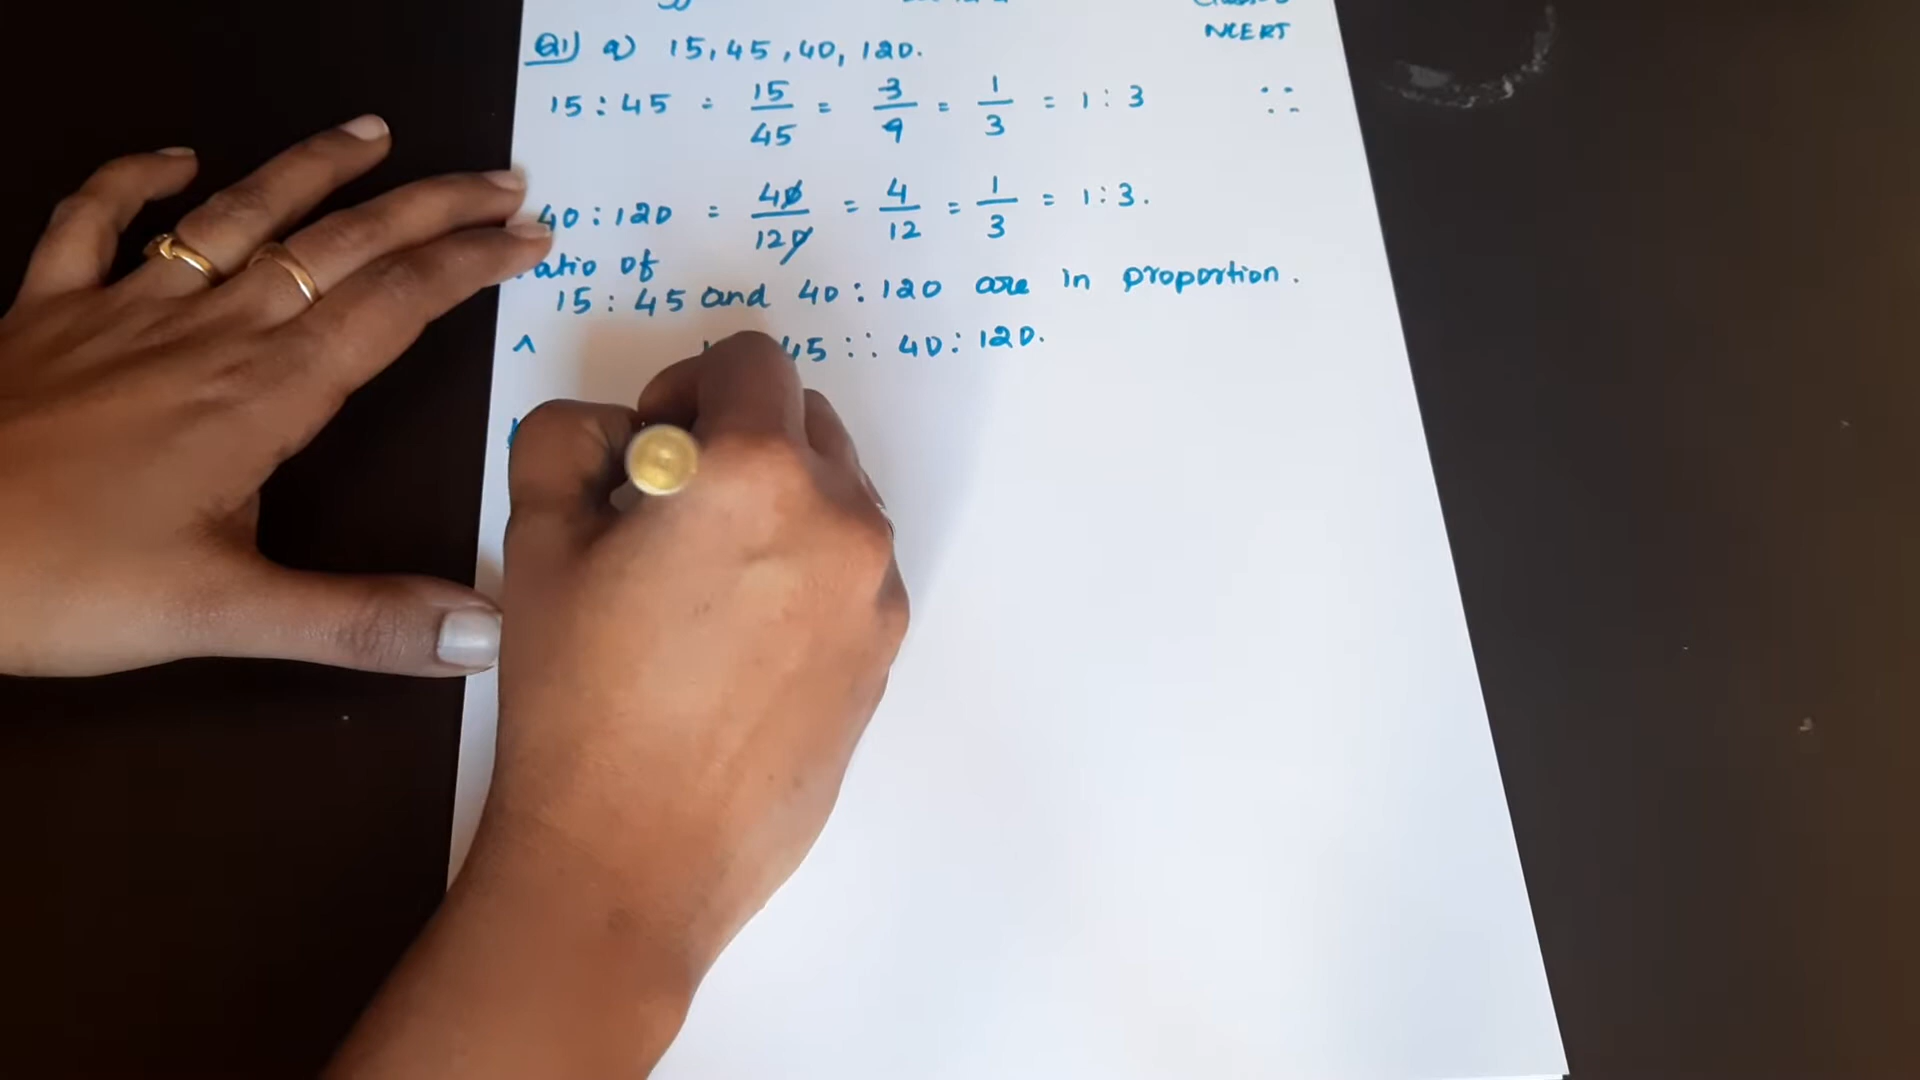 NCERT
Q1) a) 15, 45, 40, 120.
15 : 45 = 15/45 = 3/9 = 1/3 = 1 : 3 ∷
40 : 120 = 40/120 = 4/12 = 1/3 = 1 : 3.
ratio of
^ 15 : 45 and 40 : 120 are in proportion.
45 :: 40 : 120.